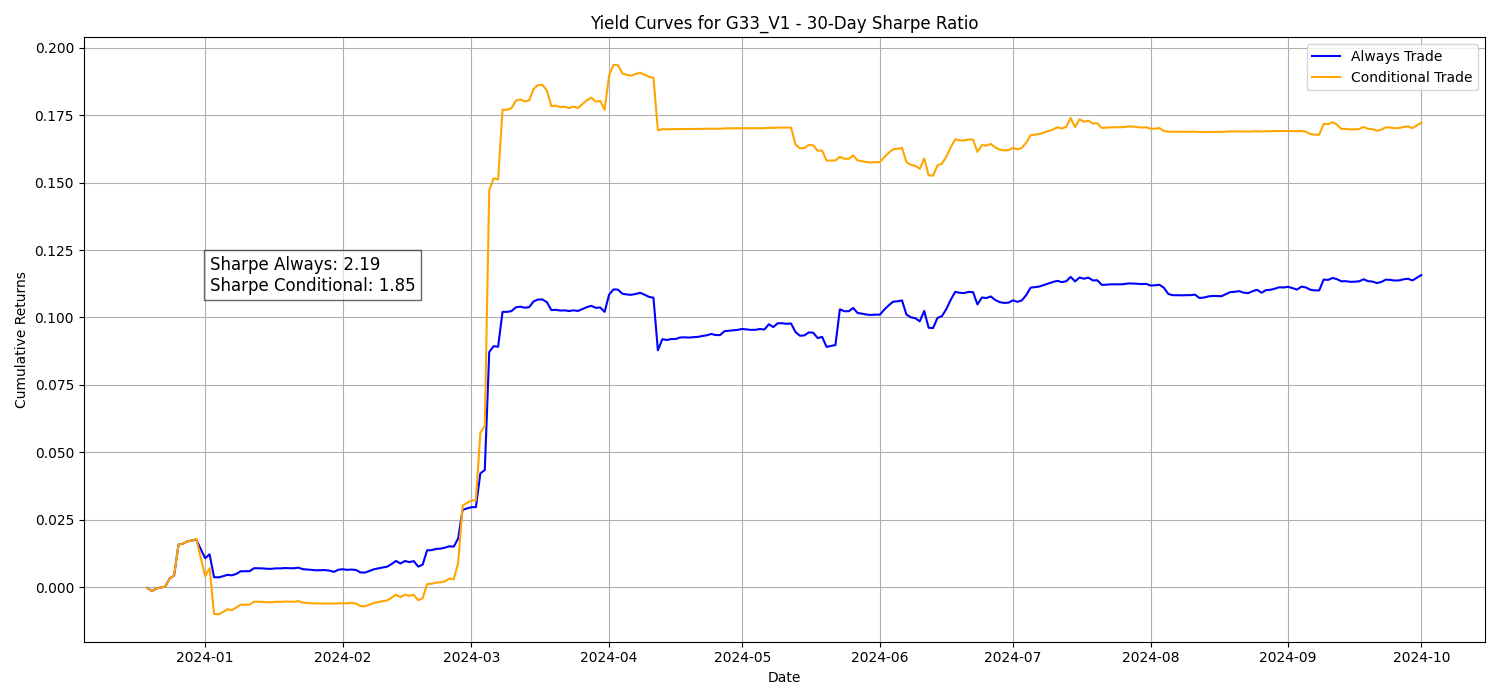 Yield Curves for G33_V1 - 30-Day Sharpe Ratio
Always Trade
Conditional Trade
Sharpe Always: 2.19
Sharpe Conditional: 1.85
Cumulative Returns
0.200
0.175
0.150
0.125
0.100
0.075
0.050
0.025
0.000
2024-01
2024-02
2024-03
2024-04
2024-05
2024-06
2024-07
2024-08
2024-09
2024-10
Date